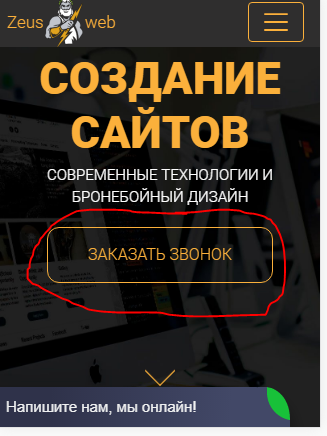 Zeus web
СОЗДАНИЕ
САЙТОВ
СОВРЕМЕННЫЕ ТЕХНОЛОГИИ И
БРОНЕБОЙНЫЙ ДИЗАЙН
ЗАКАЗАТЬ ЗВОНОК
Напишите нам, мы онлайн!